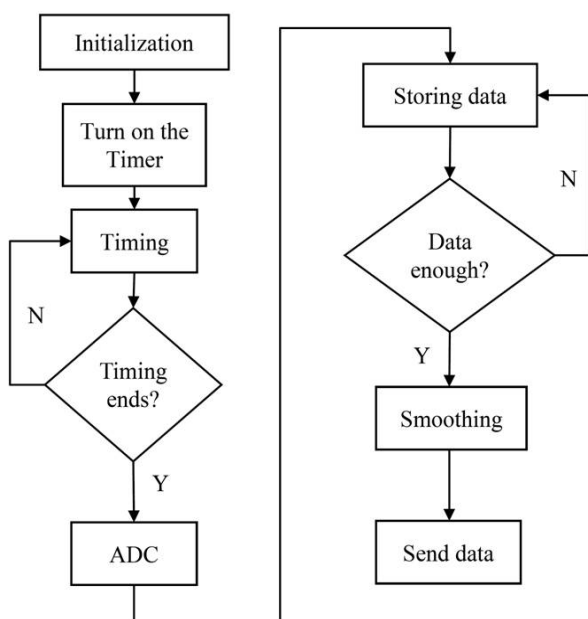 Initialization
Turn on the
Timer
Timing
N
Timing
ends?
Y
ADC
Storing data
N
Data
enough?
Y
Smoothing
Send data